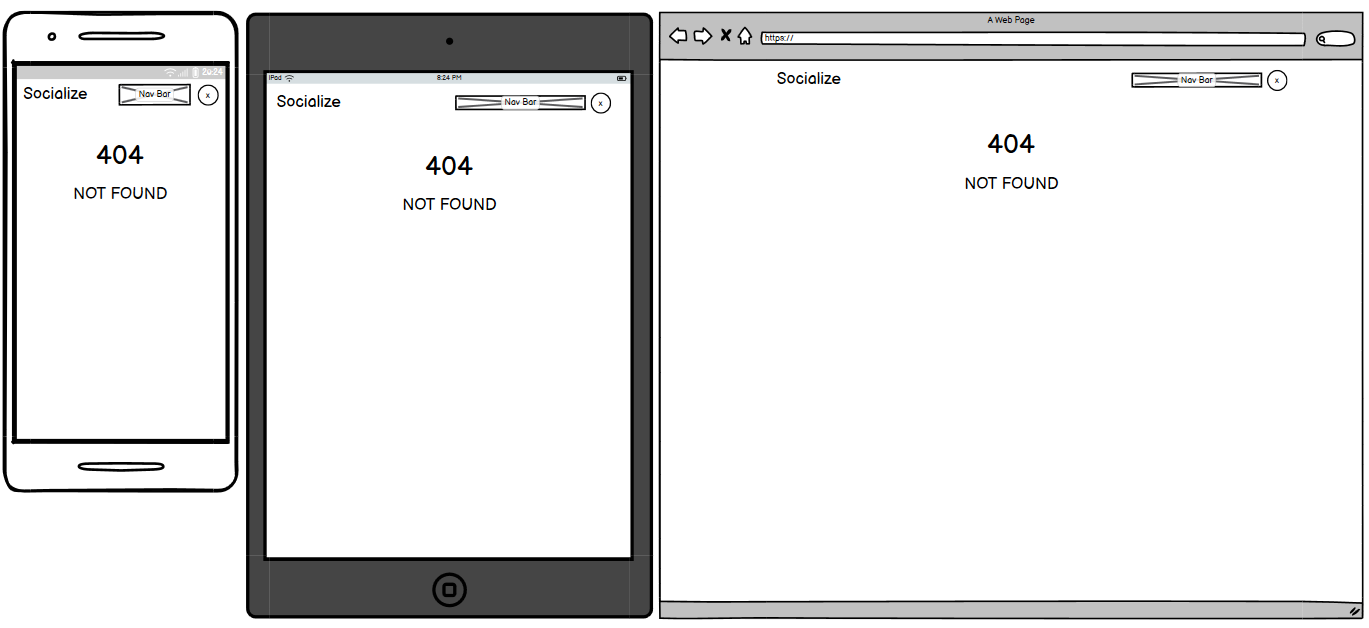 20:24
Socialize
Nav Bar
x
404
NOT FOUND
iPad
8:24 PM
Socialize
Nav Bar
x
404
NOT FOUND
A Web Page
https://
Socialize
Nav Bar
x
404
NOT FOUND